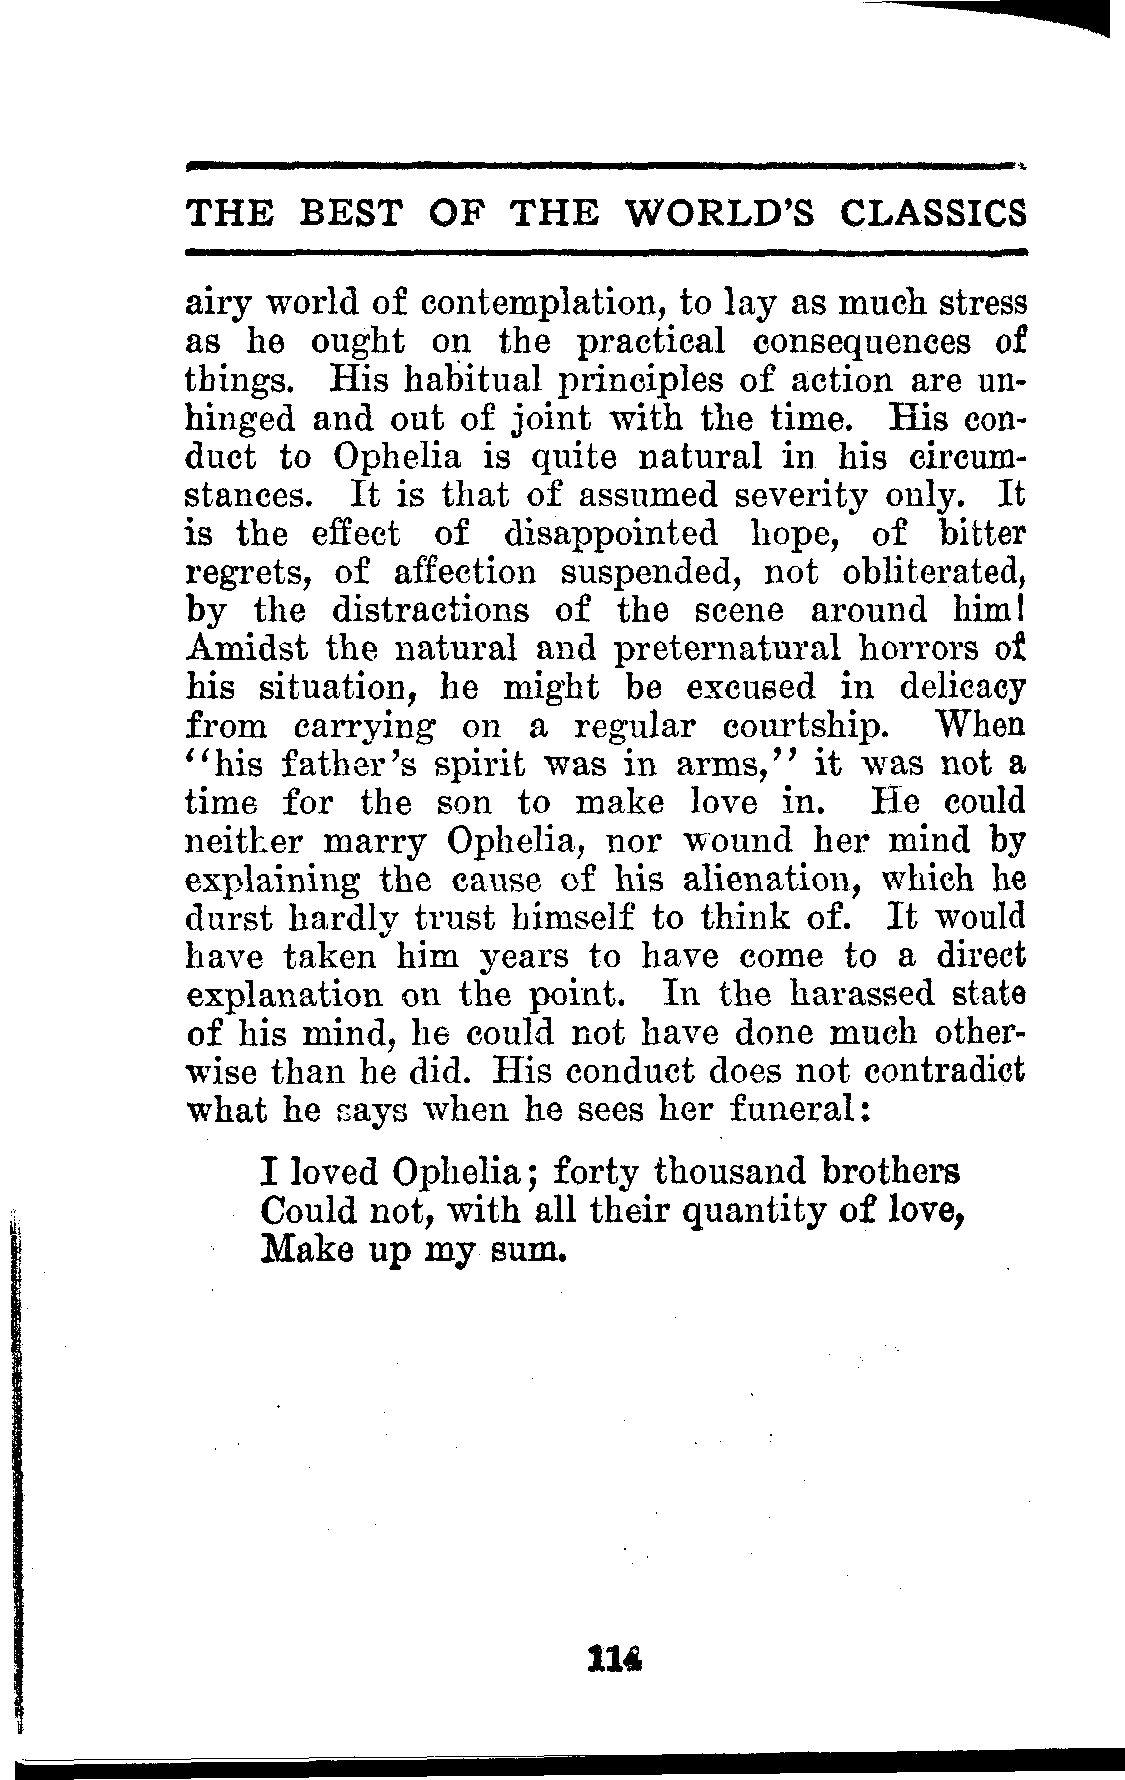 THE BEST OF THE WORLD'S CLASSICS
airy world of contemplation, to lay as much stress
as he ought on the practical consequences of
things. His habitual principles of action are un-
hinged and out of joint with the time. His con-
duct to Ophelia is quite natural in his circum-
stances. It is that of assumed severity only. It
is the effect of disappointed hope, of bitter
regrets, of affection suspended, not obliterated,
by the distractions of the scene around him!
Amidst the natural and preternatural horrors of
his situation, he might be excused in delicacy
from carrying on a regular courtship. When
"his father's spirit was in arms," it was not a
time for the son to make love in. He could
neither marry Ophelia, nor wound her mind by
explaining the cause of his alienation, which he
durst hardly trust himself to think of. It would
have taken him years to have come to a direct
explanation on the point. In the harassed state
of his mind, he could not have done much other-
wise than he did. His conduct does not contradict
what he says when he sees her funeral:
I loved Ophelia; forty thousand brothers
Could not, with all their quantity of love,
Make up my sum.
114